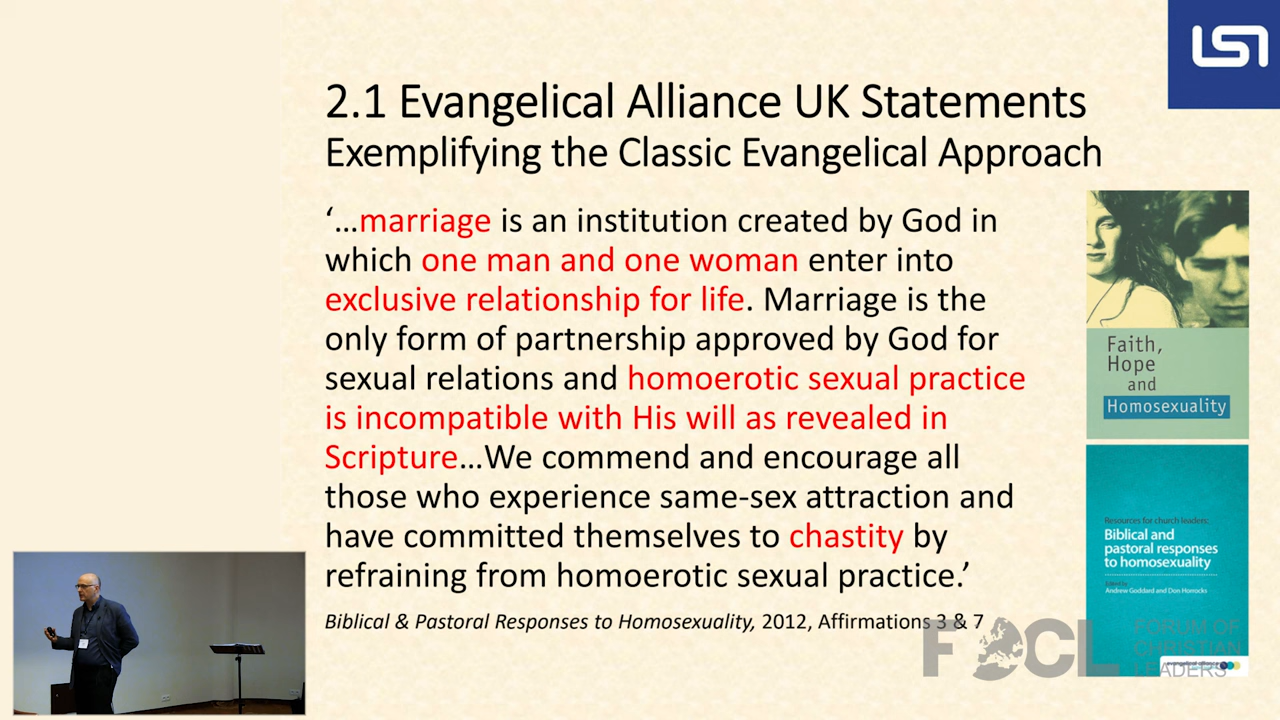 LST
2.1 Evangelical Alliance UK Statements
Exemplifying the Classic Evangelical Approach
‘…marriage is an institution created by God in
which one man and one woman enter into
exclusive relationship for life. Marriage is the
only form of partnership approved by God for
sexual relations and homoerotic sexual practice
is incompatible with His will as revealed in
Scripture…We commend and encourage all
those who experience same-sex attraction and
have committed themselves to chastity by
refraining from homoerotic sexual practice.’
Biblical & Pastoral Responses to Homosexuality, 2012, Affirmations 3 & 7
Faith,
Hope
and
Homosexuality
Resources for church leaders:
Biblical and
pastoral responses
to homosexuality
Edited by
Andrew Goddard and Don Horrocks
evangelical alliance
FOCL
FORUM OF
CHRISTIAN
LEADERS